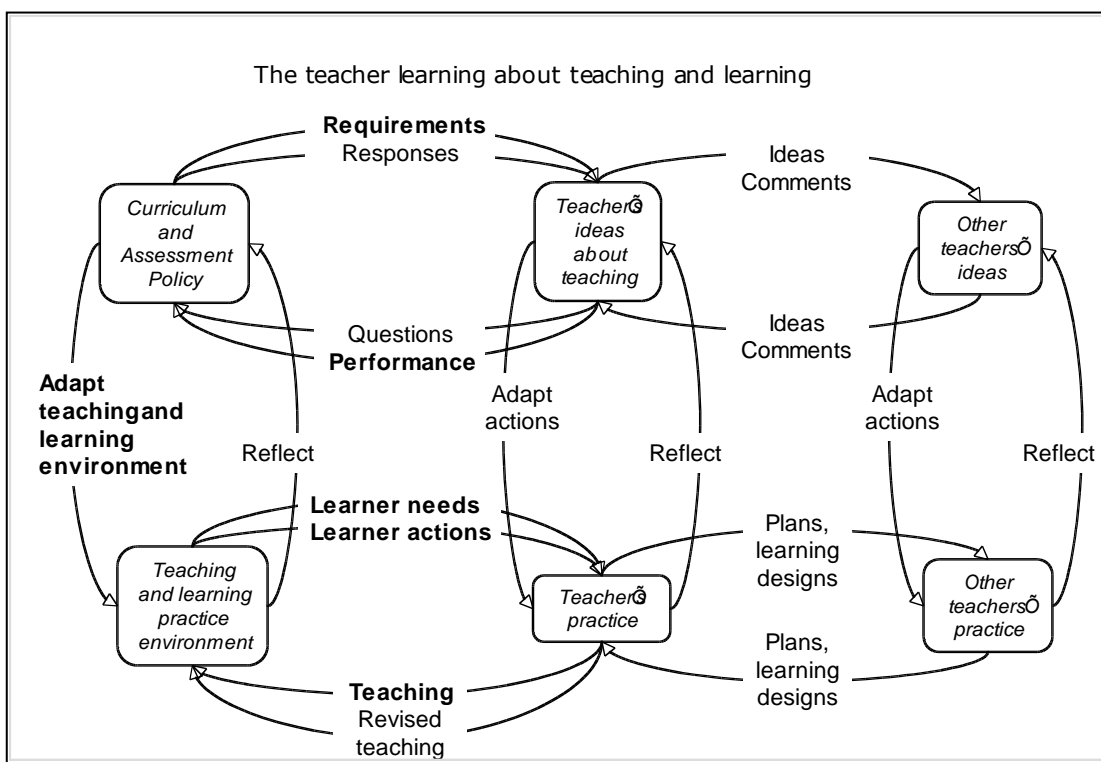 The teacher learning about teaching and learning
Requirements
Responses
Ideas
Comments
Curriculum
and
Assessment
Policy
TeachersÕ
ideas
about
teaching
Other
teachersÕ
ideas
Questions
Performance
Ideas
Comments
Adapt
teachingand
learning
environment
Reflect
Adapt
actions
Reflect
Adapt
actions
Reflect
Learner needs
Learner actions
Plans,
learning
designs
Teaching
and learning
practice
environment
TeachersÕ
practice
Other
teachersÕ
practice
Teaching
Revised
teaching
Plans,
learning
designs